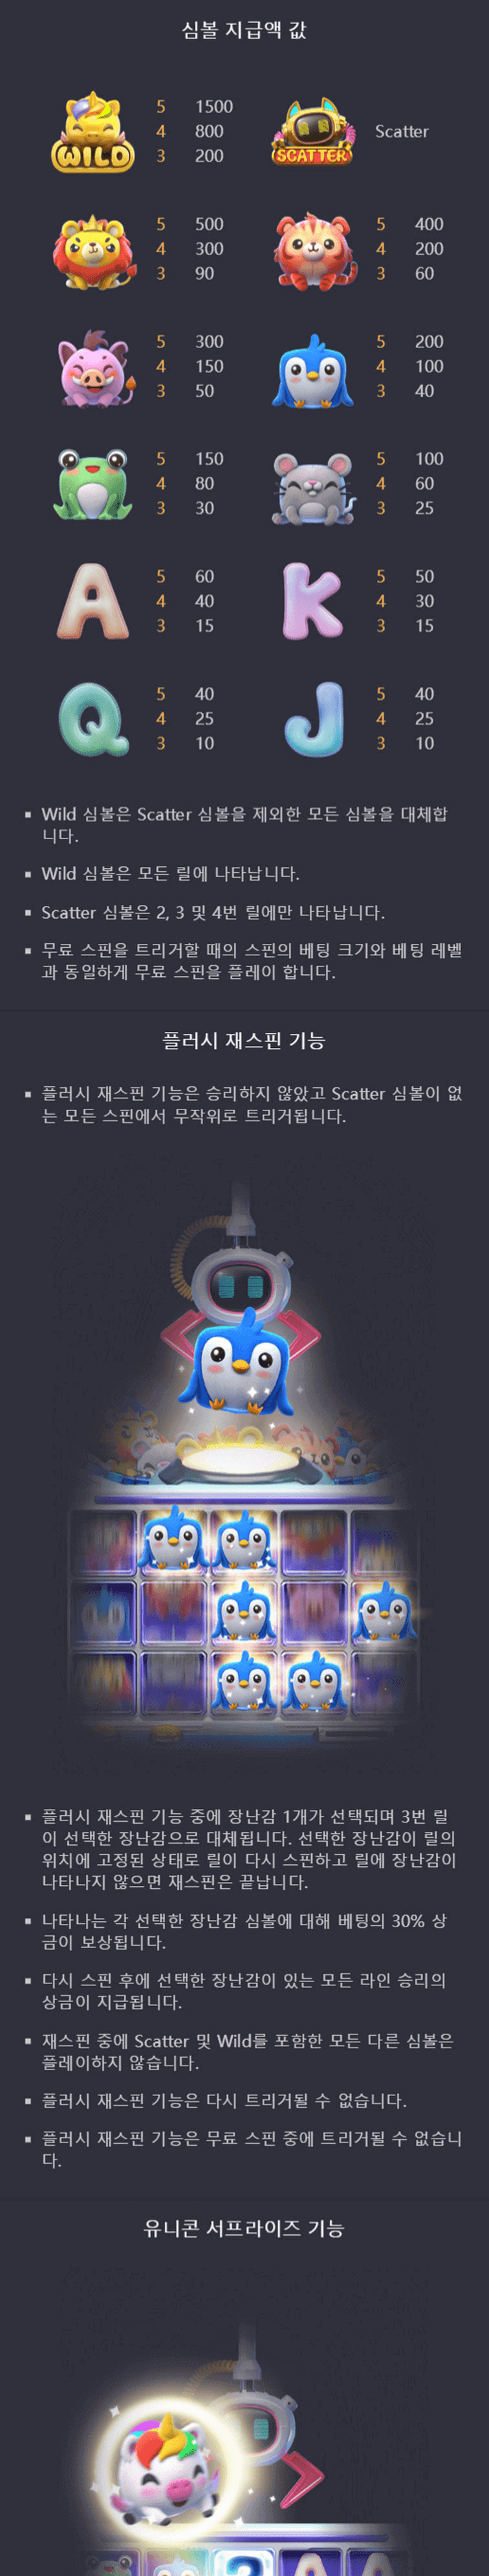 심볼 지급액 값
5 1500
4 800
3 200
WILD
SCATTER
Scatter
5 500
4 300
3 90
5 400
4 200
3 60
5 300
4 150
3 50
5 200
4 100
3 40
5 150
4 80
3 30
5 100
4 60
3 25
A
5 60
4 40
3 15
K
5 50
4 30
3 15
Q
5 40
4 25
3 10
J
5 40
4 25
3 10
▪ Wild 심볼은 Scatter 심볼을 제외한 모든 심볼을 대체합
니다.
▪ Wild 심볼은 모든 릴에 나타납니다.
▪ Scatter 심볼은 2, 3 및 4번 릴에만 나타납니다.
▪ 무료 스핀을 트리거할 때의 스핀의 베팅 크기와 베팅 레벨
과 동일하게 무료 스핀을 플레이 합니다.
플러시 재스핀 기능
▪ 플러시 재스핀 기능은 승리하지 않았고 Scatter 심볼이 없
는 모든 스핀에서 무작위로 트리거됩니다.
▪ 플러시 재스핀 기능 중에 장난감 1개가 선택되며 3번 릴
이 선택한 장난감으로 대체됩니다. 선택한 장난감이 릴의
위치에 고정된 상태로 릴이 다시 스핀하고 릴에 장난감이
나타나지 않으면 재스핀은 끝납니다.
▪ 나타나는 각 선택한 장난감 심볼에 대해 베팅의 30% 상
금이 보상됩니다.
▪ 다시 스핀 후에 선택한 장난감이 있는 모든 라인 승리의
상금이 지급됩니다.
▪ 재스핀 중에 Scatter 및 Wild를 포함한 모든 다른 심볼은
플레이하지 않습니다.
▪ 플러시 재스핀 기능은 다시 트리거될 수 없습니다.
▪ 플러시 재스핀 기능은 무료 스핀 중에 트리거될 수 없습니
다.
유니콘 서프라이즈 기능
? A A